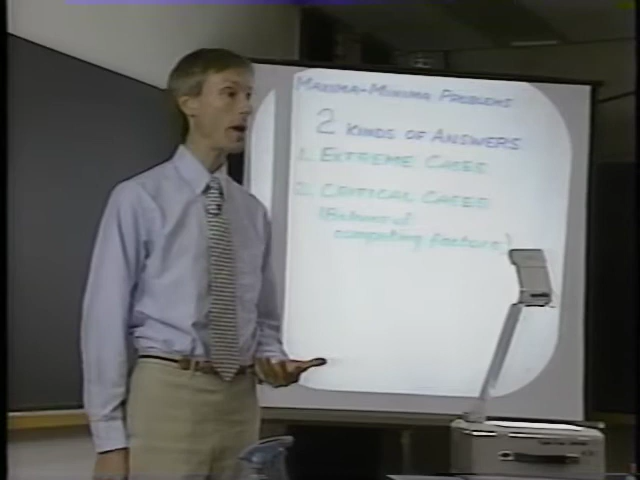 MAXIMA-MINIMA PROBLEMS
2 KINDS OF ANSWERS
1. EXTREME CASES
2. CRITICAL CASES
(Balance of
competing factors)